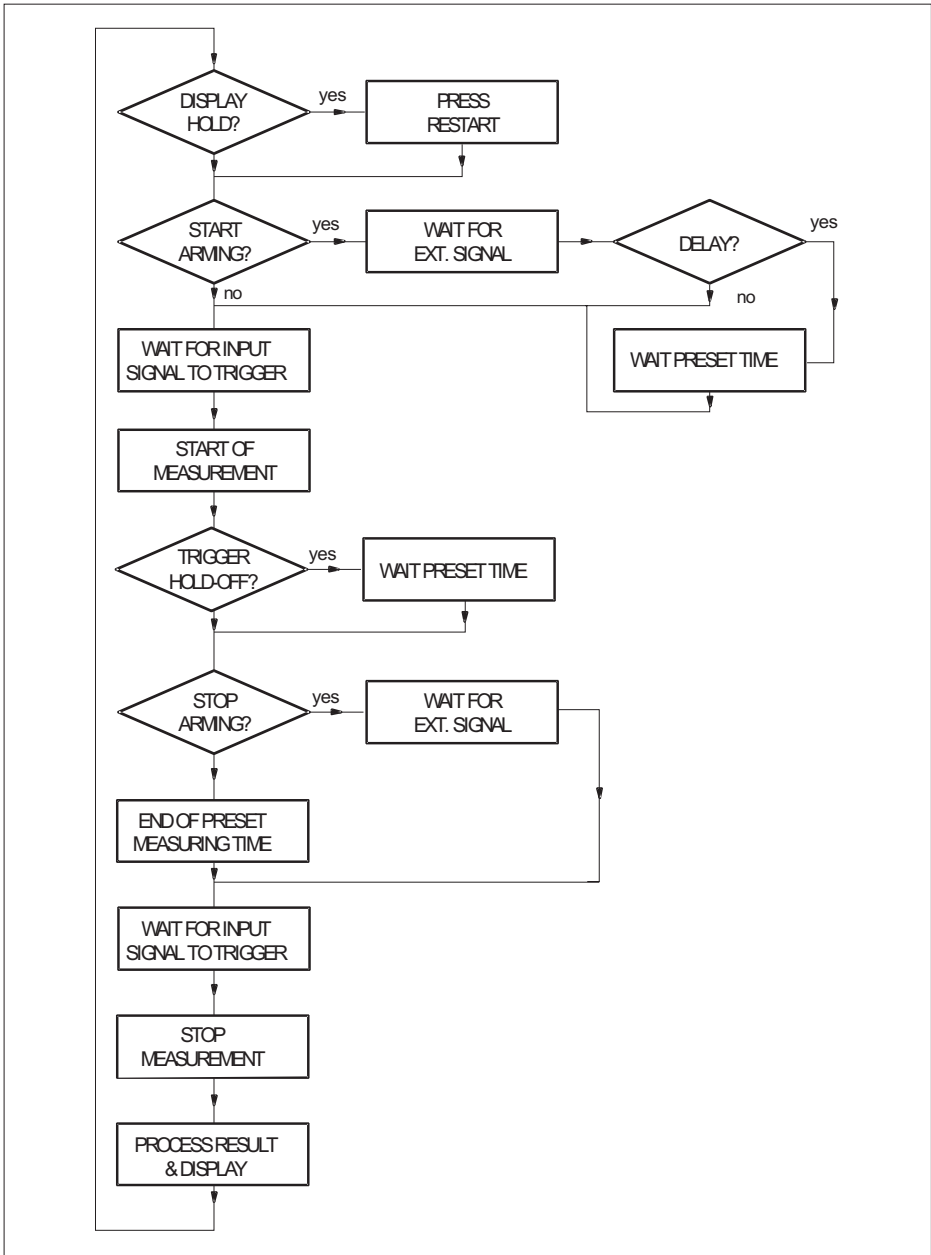 DISPLAY
HOLD?
yes
PRESS
RESTART
START
ARMING?
yes
WAIT FOR
EXT. SIGNAL
DELAY?
yes
no
no
WAIT FOR INPUT
SIGNAL TO TRIGGER
WAIT PRESET TIME
START OF
MEASUREMENT
TRIGGER
HOLD-OFF?
yes
WAIT PRESET TIME
STOP
ARMING?
yes
WAIT FOR
EXT. SIGNAL
END OF PRESET
MEASURING TIME
WAIT FOR INPUT
SIGNAL TO TRIGGER
STOP
MEASUREMENT
PROCESS RESULT
& DISPLAY